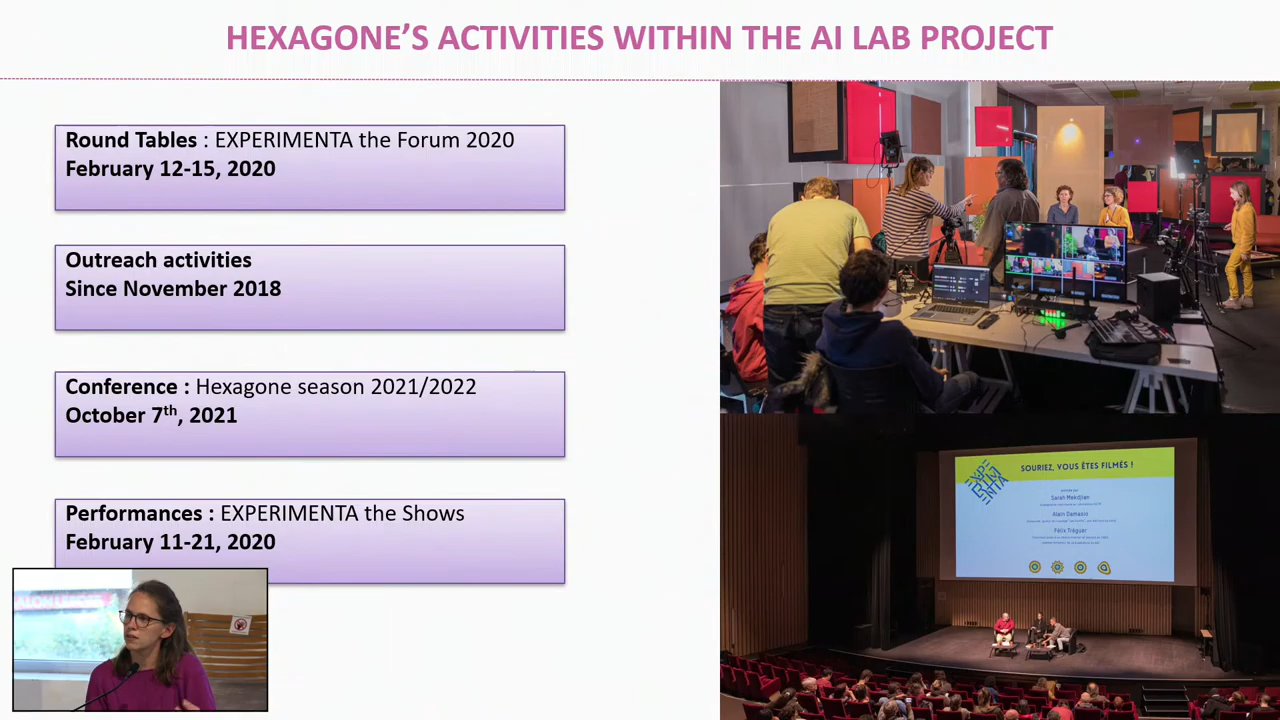 HEXAGONE'S ACTIVITIES WITHIN THE AI LAB PROJECT
Round Tables : EXPERIMENTA the Forum 2020
February 12-15, 2020
Outreach activities
Since November 2018
Conference : Hexagone season 2021/2022
October 7th, 2021
Performances : EXPERIMENTA the Shows
February 11-21, 2020
EXPERIMENTA
SOURIEZ, VOUS ÊTES FILMÉS !
Sarah Mekdjian
Alain Damasio
Félix Tréguer